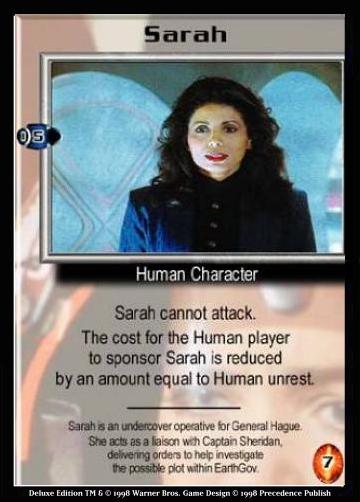 Sarah
D5
Human Character
Sarah cannot attack.
The cost for the Human player
to sponsor Sarah is reduced
by an amount equal to Human unrest.
Sarah is an undercover operative for General Hague.
She acts as a liaison with Captain Sheridan,
delivering orders to help investigate
the possible plot within EarthGov.
7
Deluxe Edition TM & © 1998 Warner Bros. Game Design © 1998 Precedence Publish